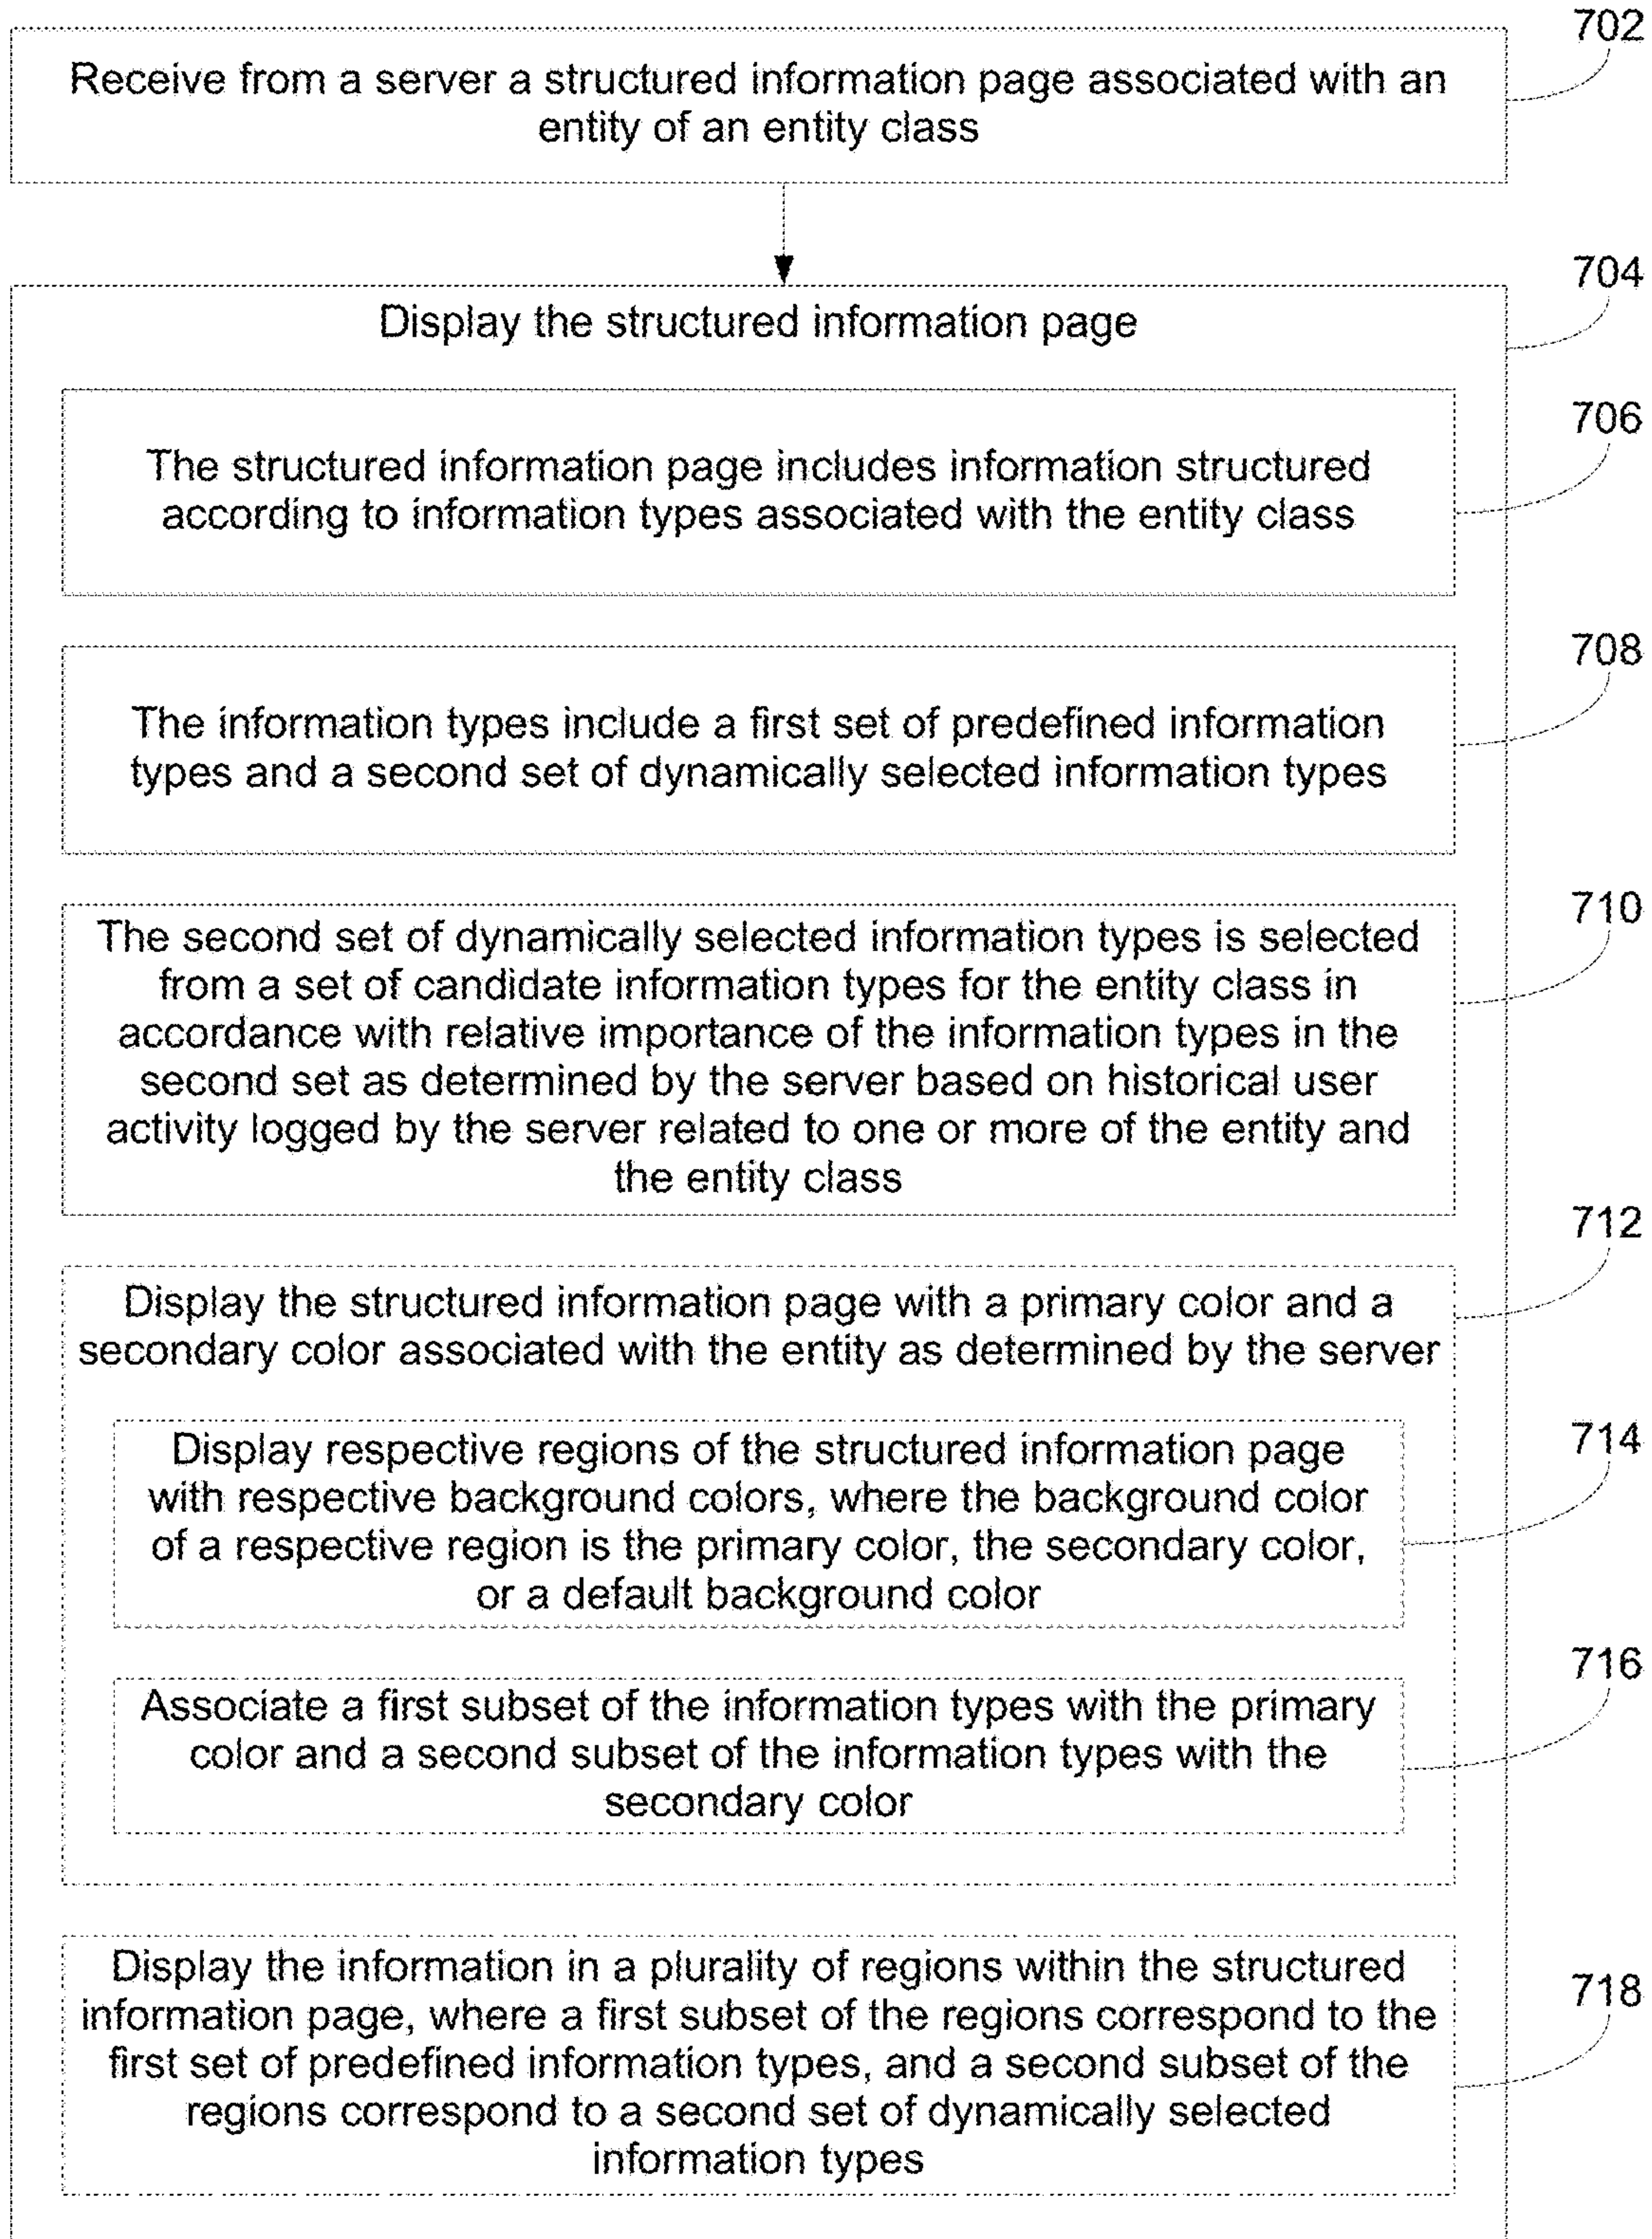 702
Receive from a server a structured information page associated with an
entity of an entity class
704
Display the structured information page
706
The structured information page includes information structured
according to information types associated with the entity class
708
The information types include a first set of predefined information
types and a second set of dynamically selected information types
710
The second set of dynamically selected information types is selected
from a set of candidate information types for the entity class in
accordance with relative importance of the information types in the
second set as determined by the server based on historical user
activity logged by the server related to one or more of the entity and
the entity class
712
Display the structured information page with a primary color and a
secondary color associated with the entity as determined by the server
714
Display respective regions of the structured information page
with respective background colors, where the background color
of a respective region is the primary color, the secondary color,
or a default background color
716
Associate a first subset of the information types with the primary
color and a second subset of the information types with the
secondary color
718
Display the information in a plurality of regions within the structured
information page, where a first subset of the regions correspond to the
first set of predefined information types, and a second subset of the
regions correspond to a second set of dynamically selected
information types